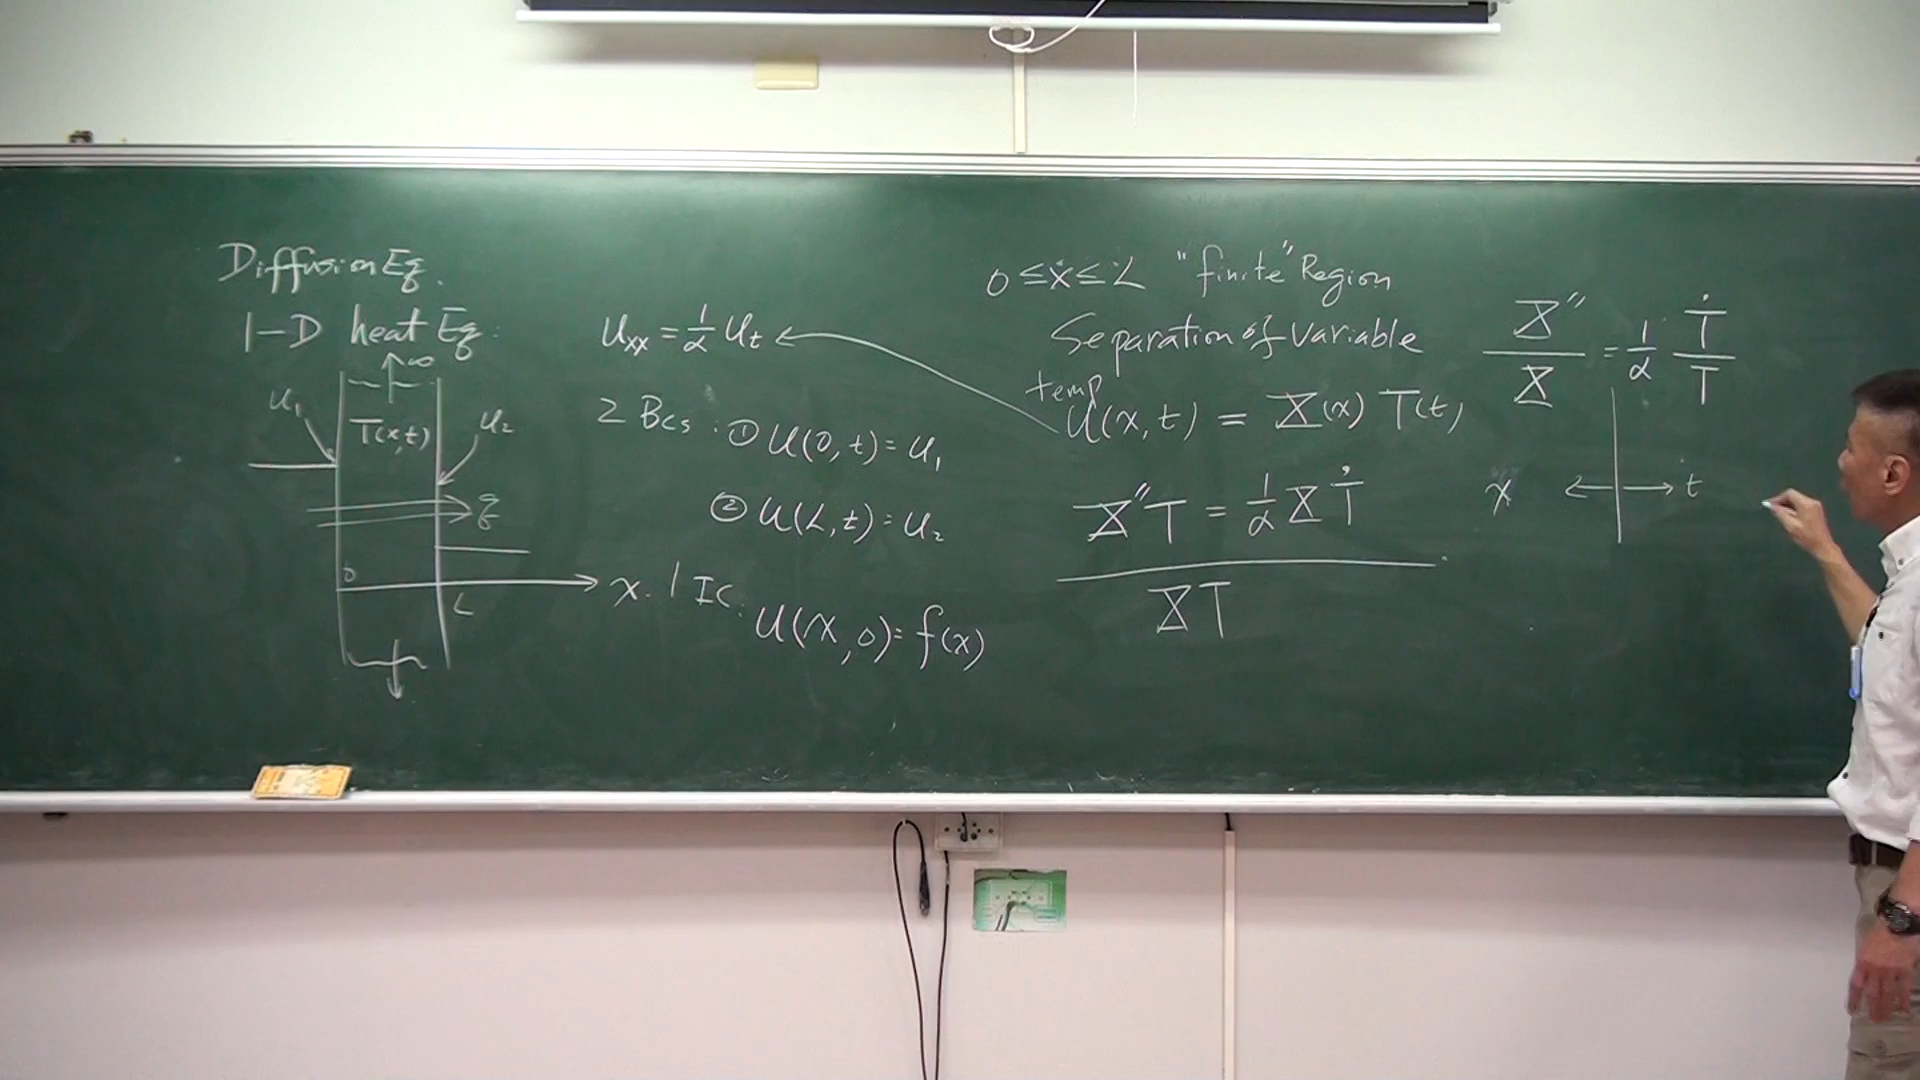 Diffusion Eq.
1-D heat Eq.
∞
u₁
T(x,t)
u₂
q
0
L
x.
uₓₓ = 1/α uₜ
2 Bcs : ① u(0,t) = u₁
② u(L,t) = u₂
1 Ic. u(x,0) = f(x)
0 ≤ x ≤ L "finite" Region
Separation of Variable
temp
u(x,t) = X(x) T(t)
X''T = 1/α X Ṫ
XT
X''/X = 1/α Ṫ/T
x ← → t